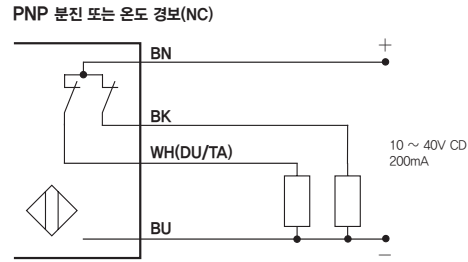 PNP 분진 또는 온도 경보(NC)
BN
+
BK
10 ~ 40V CD
200mA
WH(DU/TA)
BU
−